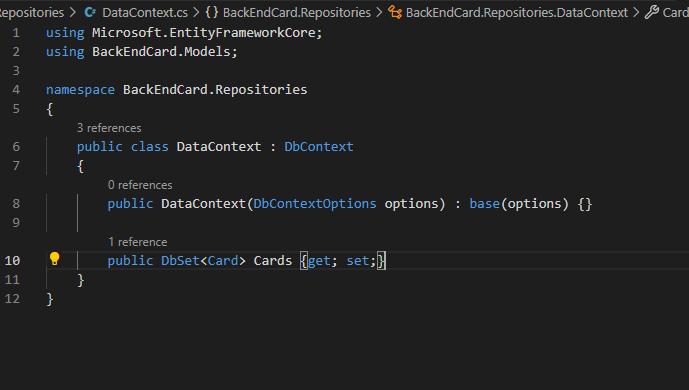 epositories > DataContext.cs > {} BackEndCard.Repositories > BackEndCard.Repositories.DataContext > Card
1 using Microsoft.EntityFrameworkCore;
2 using BackEndCard.Models;
3
4 namespace BackEndCard.Repositories
5 {
3 references
6 public class DataContext : DbContext
7 {
0 references
8 public DataContext(DbContextOptions options) : base(options) {}
9
1 reference
10 public DbSet<Card> Cards {get; set;}
11 }
12 }